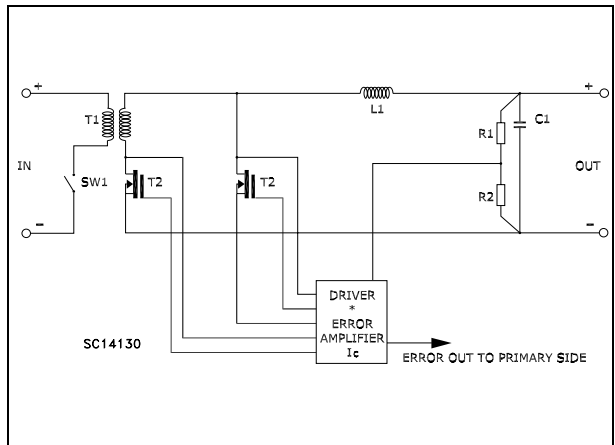 +
+
T1
L1
R1
C1
IN
SW1
T2
T2
OUT
R2
−
−
DRIVER
*
ERROR
AMPLIFIER
Ic
SC14130
ERROR OUT TO PRIMARY SIDE